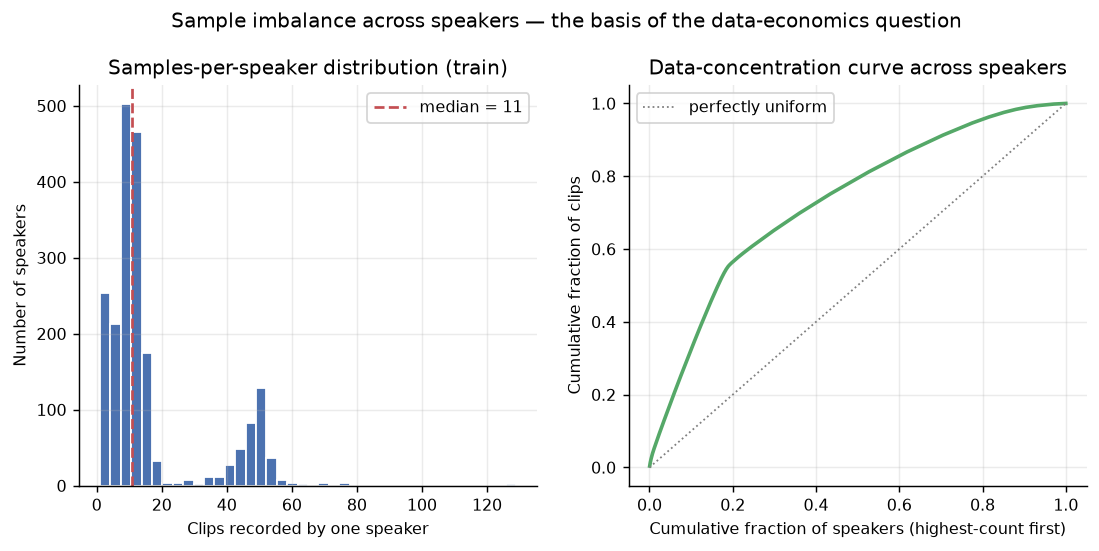 Sample imbalance across speakers — the basis of the data-economics question
Samples-per-speaker distribution (train)
median = 11
Number of speakers
500
400
300
200
100
0
0 20 40 60 80 100 120
Clips recorded by one speaker
Data-concentration curve across speakers
perfectly uniform
Cumulative fraction of clips
1.0
0.8
0.6
0.4
0.2
0.0
0.0 0.2 0.4 0.6 0.8 1.0
Cumulative fraction of speakers (highest-count first)